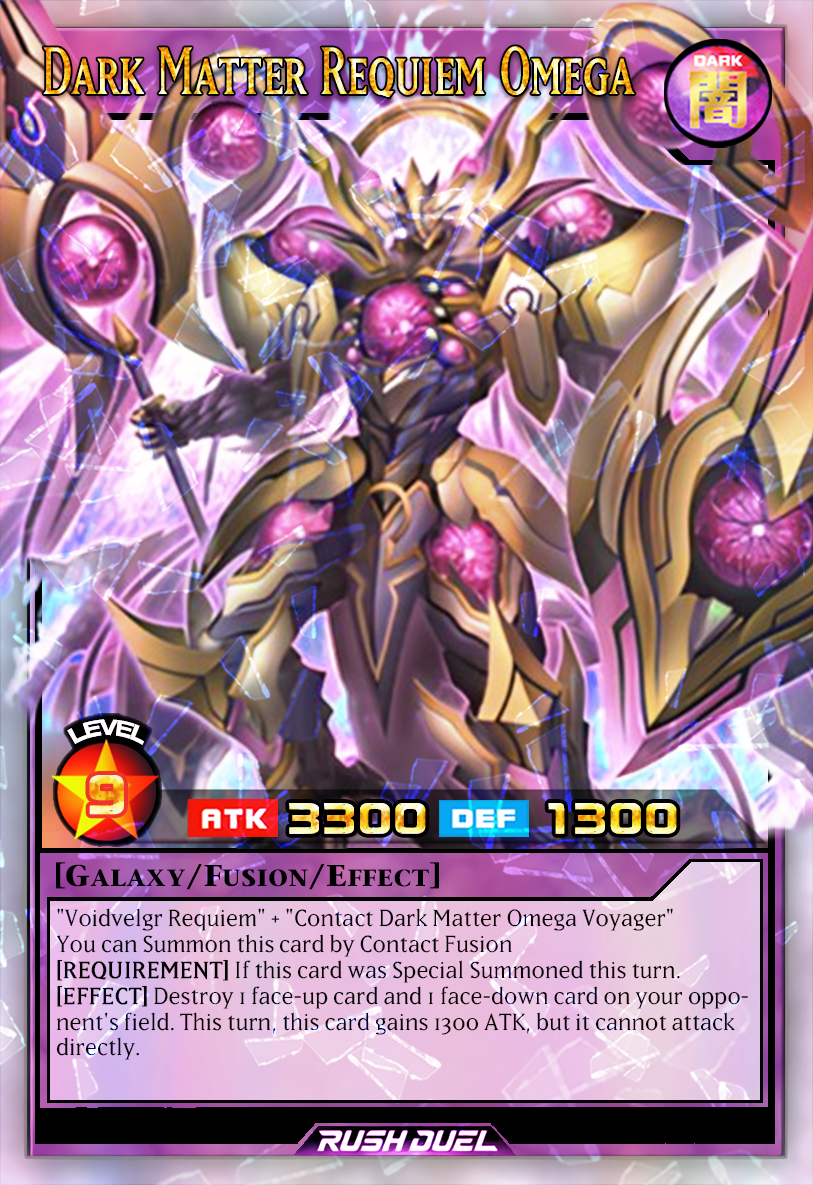 Dark Matter Requiem Omega
DARK
闇
LEVEL
9
ATK 3300 DEF 1300
[Galaxy/Fusion/Effect]
"Voidvelgr Requiem" + "Contact Dark Matter Omega Voyager"
You can Summon this card by Contact Fusion
[REQUIREMENT] If this card was Special Summoned this turn.
[EFFECT] Destroy 1 face-up card and 1 face-down card on your oppo-
nent's field. This turn, this card gains 1300 ATK, but it cannot attack
directly.
RUSH DUEL